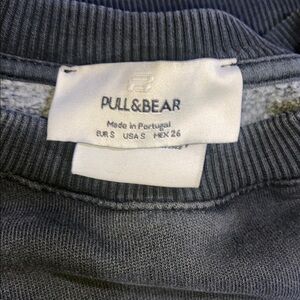 PULL&BEAR
Made in Portugal
EUR S USA S MEX 26